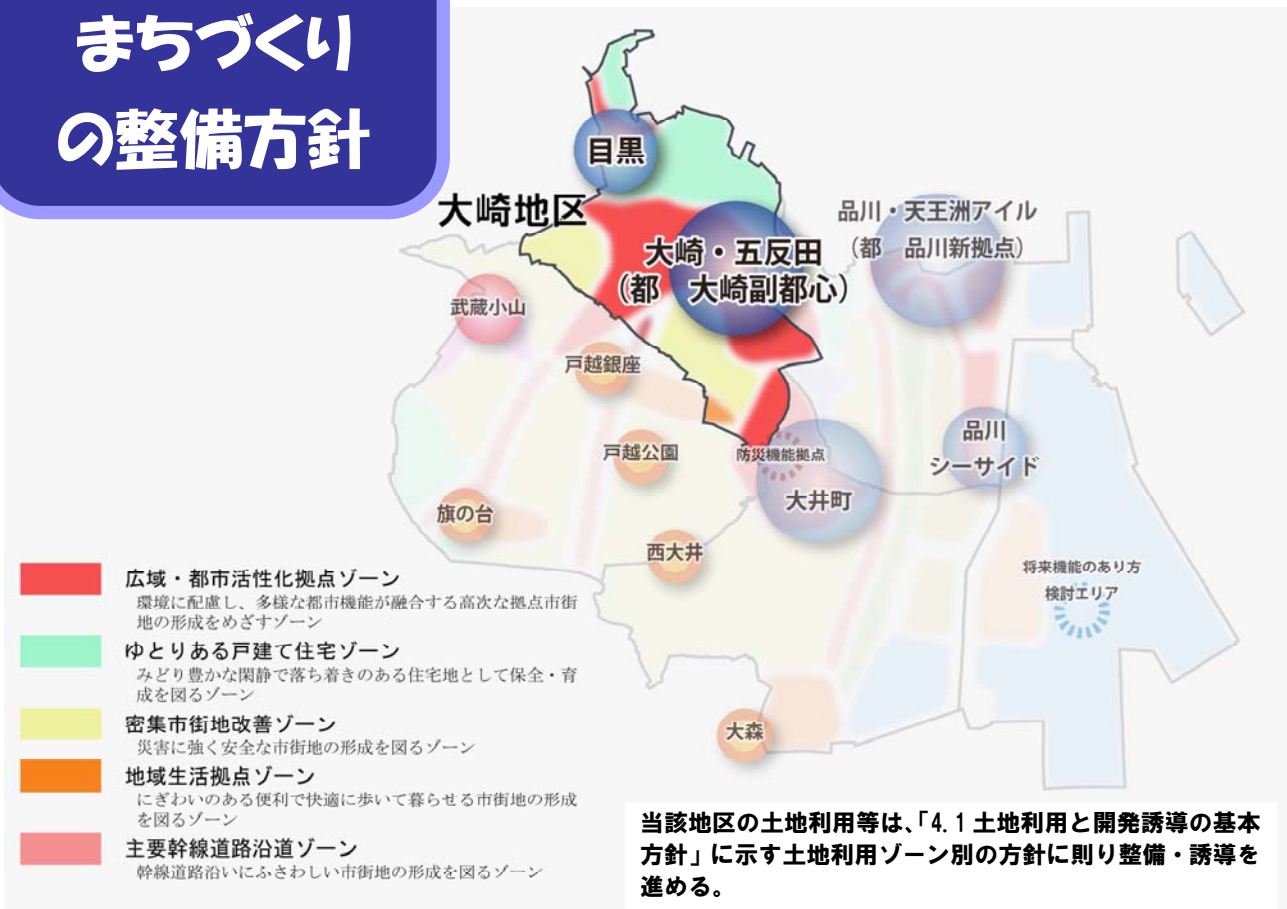 まちづくり
の整備方針
目黒
大崎地区
品川・天王洲アイル
（都　品川新拠点）
大崎・五反田
（都　大崎副都心）
武蔵小山
戸越銀座
戸越公園
防災機能拠点
品川
シーサイド
大井町
旗の台
西大井
将来機能のあり方
検討エリア
大森
広域・都市活性化拠点ゾーン
環境に配慮し、多様な都市機能が融合する高次な拠点市街
地の形成をめざすゾーン
ゆとりある戸建て住宅ゾーン
みどり豊かな閑静で落ち着きのある住宅地として保全・育
成を図るゾーン
密集市街地改善ゾーン
災害に強く安全な市街地の形成を図るゾーン
地域生活拠点ゾーン
にぎわいのある便利で快適に歩いて暮らせる市街地の形成
を図るゾーン
主要幹線道路沿道ゾーン
幹線道路沿いにふさわしい市街地の形成を図るゾーン
当該地区の土地利用等は、「4.1 土地利用と開発誘導の基本
方針」に示す土地利用ゾーン別の方針に則り整備・誘導を
進める。